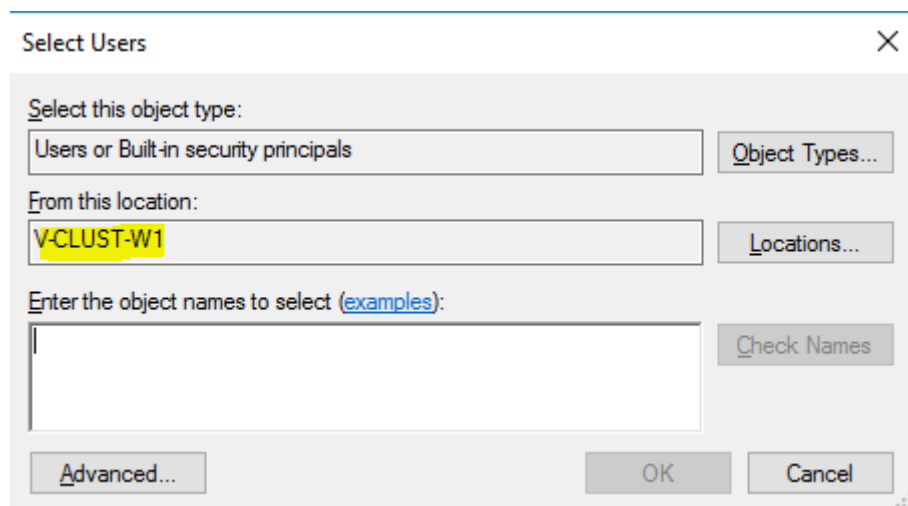 Select Users
Select this object type:
Users or Built-in security principals
Object Types...
From this location:
V-CLUST-W1
Locations...
Enter the object names to select (examples):
Check Names
Advanced...
OK
Cancel